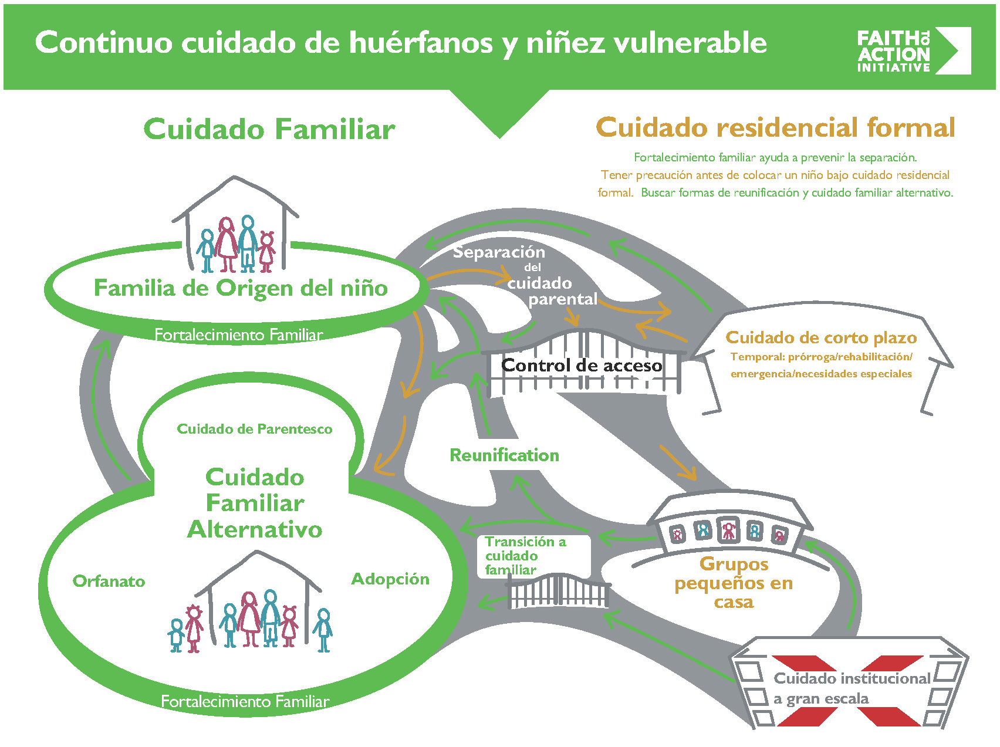 Continuo cuidado de huérfanos y niñez vulnerable
FAITH TO
ACTION
INITIATIVE
Cuidado Familiar
Cuidado residencial formal
Fortalecimiento familiar ayuda a prevenir la separación.
Tener precaución antes de colocar un niño bajo cuidado residencial
formal. Buscar formas de reunificación y cuidado familiar alternativo.
Familia de Origen del niño
Fortalecimiento Familiar
Separación
del
cuidado
parental
Control de acceso
Cuidado de corto plazo
Temporal: prórroga/rehabilitación/
emergencia/necesidades especiales
Cuidado de Parentesco
Cuidado
Familiar
Alternativo
Orfanato
Adopción
Fortalecimiento Familiar
Reunification
Transición a
cuidado
familiar
Grupos
pequeños en
casa
Cuidado institucional
a gran escala